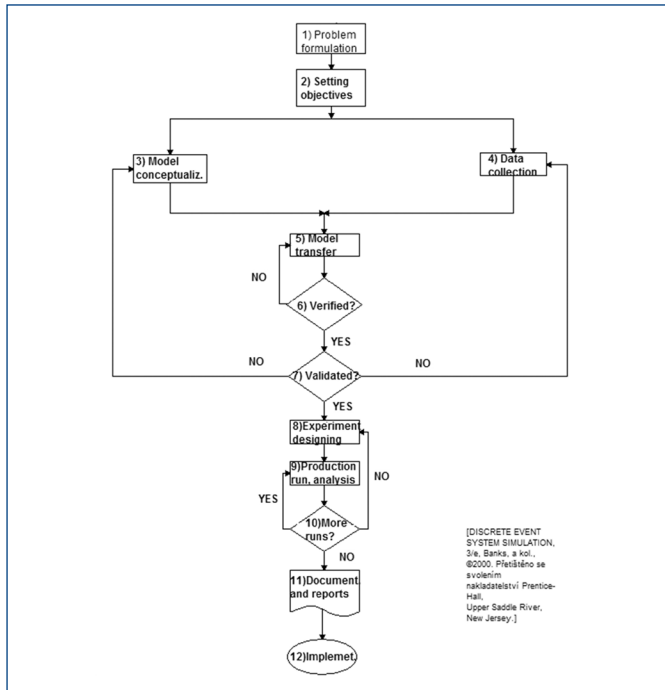 1) Problem
formulation
2) Setting
objectives
3) Model
conceptualiz.
4) Data
collection
5) Model
transfer
NO
6) Verified?
YES
NO
7) Validated?
NO
YES
8)Experiment
designing
9)Production
run, analysis
NO
YES
10)More
runs?
NO
11)Document.
and reports
12)Implemet.
[DISCRETE EVENT
SYSTEM SIMULATION,
3/e, Banks, a kol.,
©2000. Přetištěno se
svolením
nakladatelství Prentice-
Hall,
Upper Saddle River,
New Jersey.]